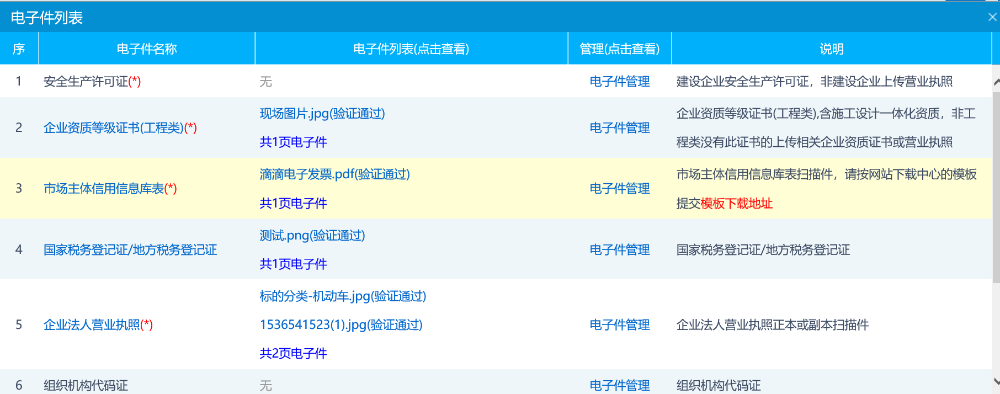 电子件列表
序 电子件名称 电子件列表(点击查看) 管理(点击查看) 说明
1 安全生产许可证(*) 无 电子件管理 建设企业安全生产许可证，非建设企业上传营业执照
2 企业资质等级证书(工程类)(*) 现场图片.jpg(验证通过) 电子件管理 企业资质等级证书(工程类),含施工设计一体化资质，非工
共1页电子件 程类没有此证书的上传相关企业资质证书或营业执照
3 市场主体信用信息库表(*) 滴滴电子发票.pdf(验证通过) 电子件管理 市场主体信用信息库表扫描件，请按网站下载中心的模板
共1页电子件 提交模板下载地址
4 国家税务登记证/地方税务登记证 测试.png(验证通过) 电子件管理 国家税务登记证/地方税务登记证
共1页电子件
标的分类-机动车.jpg(验证通过)
5 企业法人营业执照(*) 1536541523(1).jpg(验证通过) 电子件管理 企业法人营业执照正本或副本扫描件
共2页电子件
6 组织机构代码证 无 电子件管理 组织机构代码证